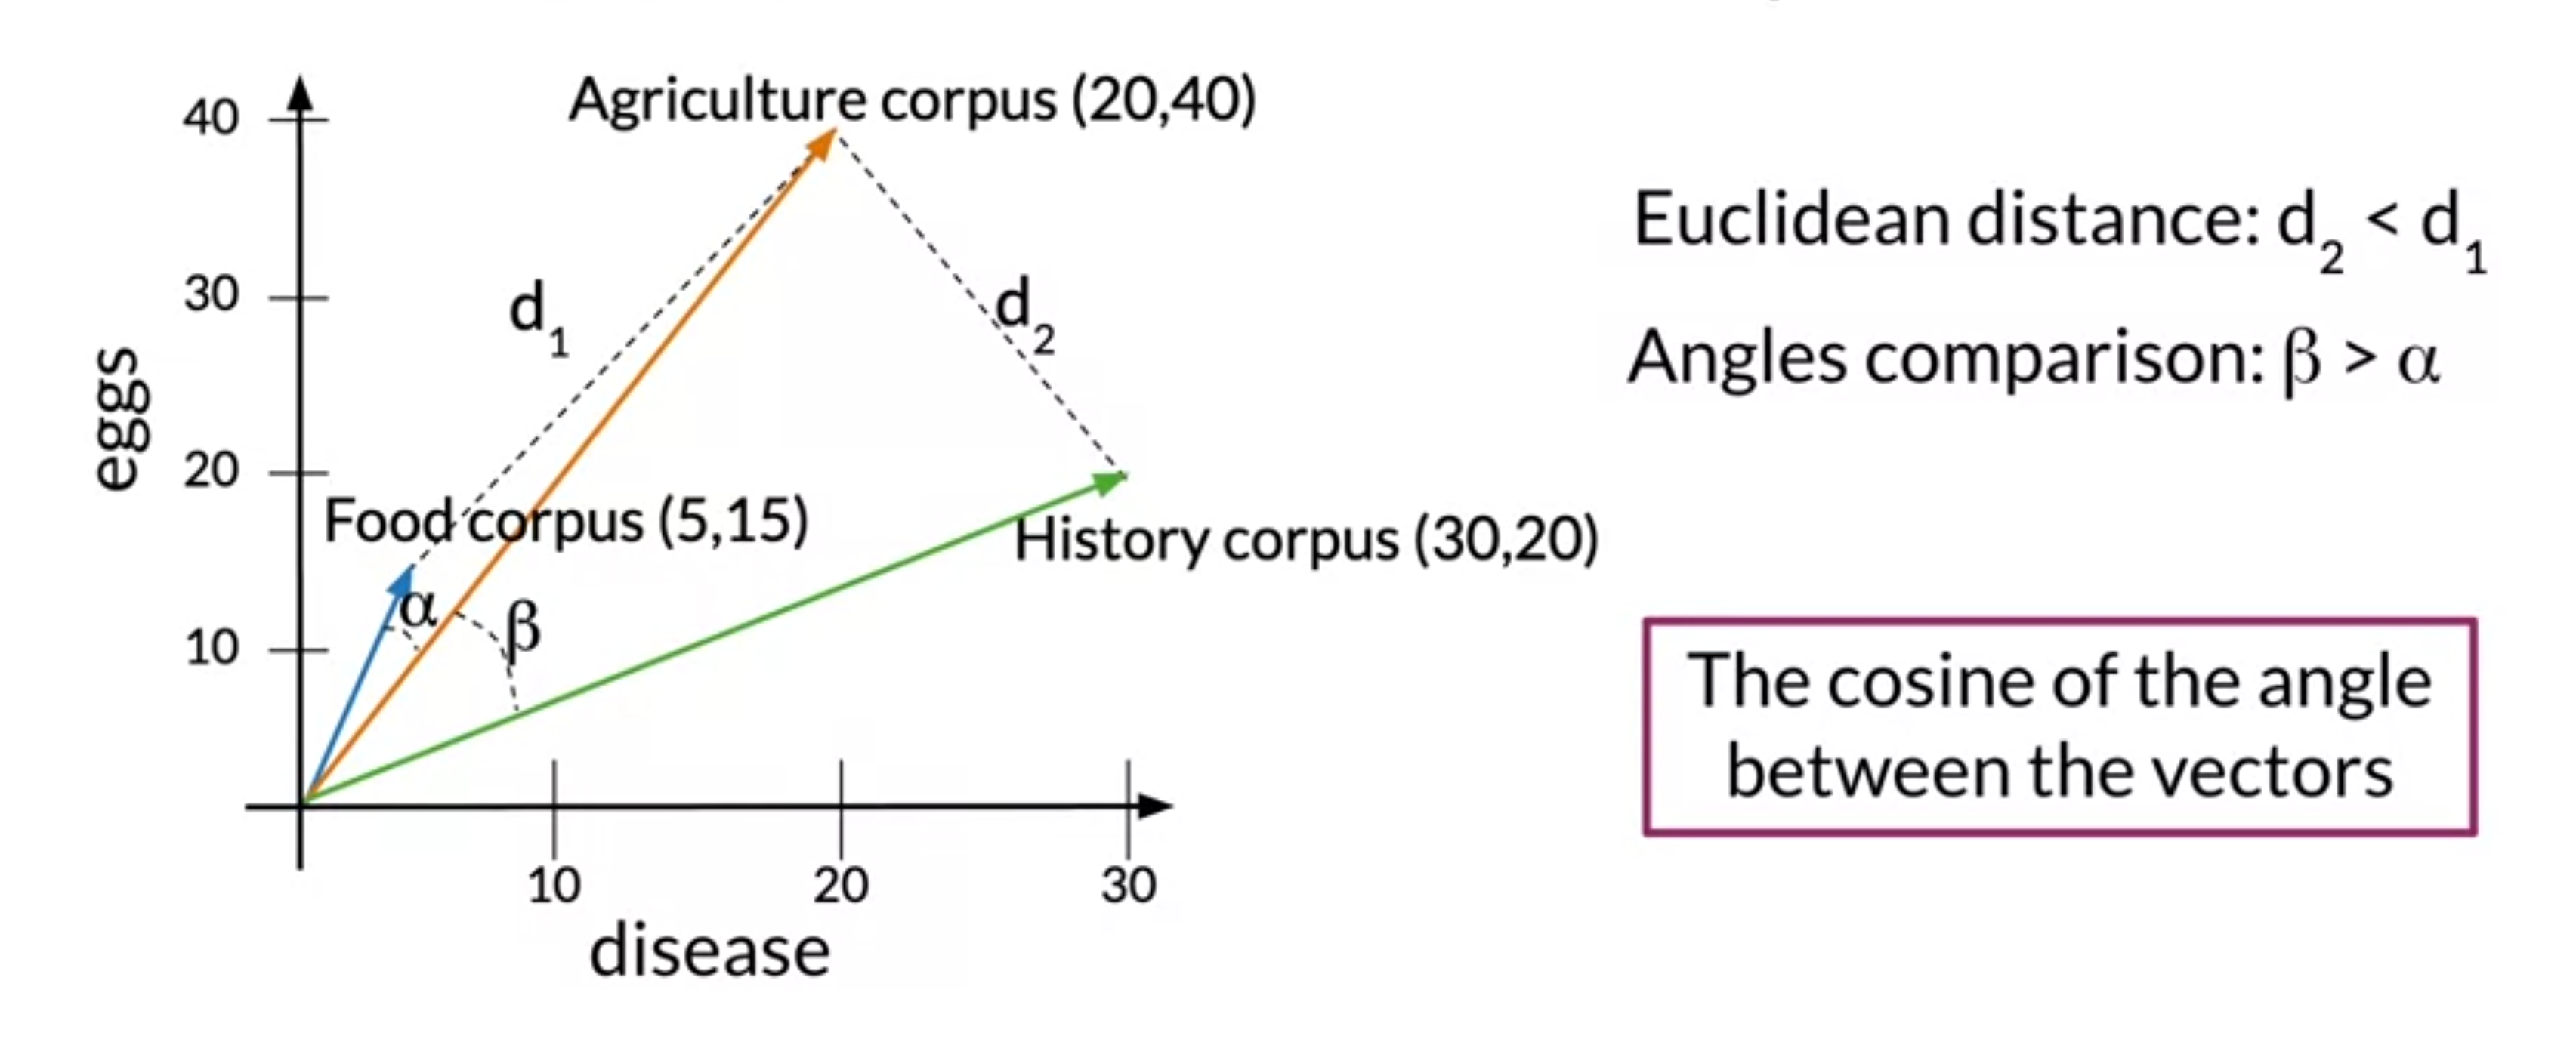 Agriculture corpus (20,40)
40
30
20
10
eggs
d1
d2
Food corpus (5,15)
History corpus (30,20)
α
β
10
20
30
disease
Euclidean distance: d2 < d1
Angles comparison: β > α
The cosine of the angle
between the vectors